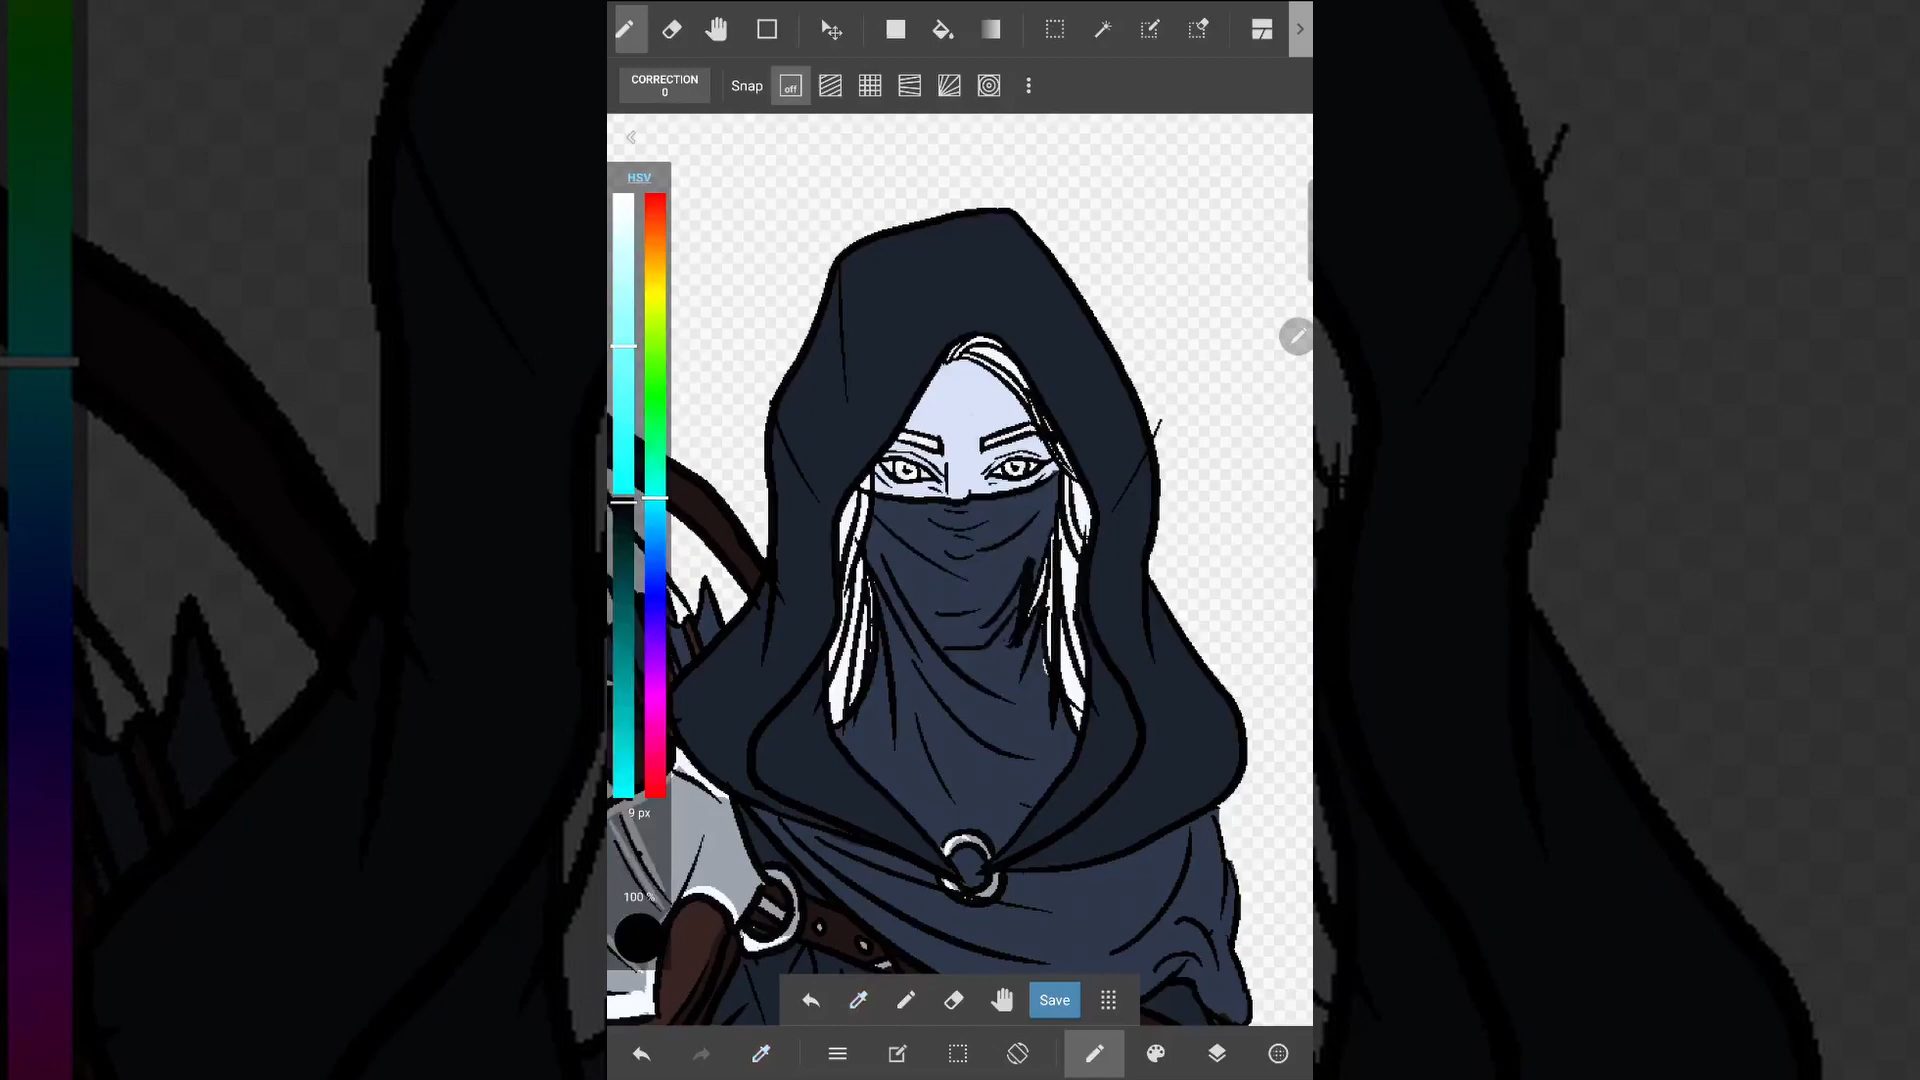 CORRECTION
0
Snap
off
HSV
9 px
100 %
Save